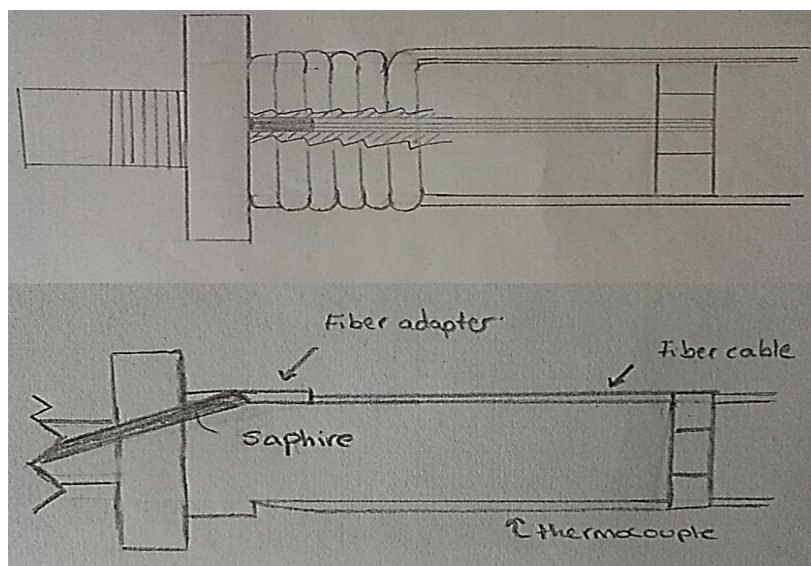 Fiber adapter.
Fiber cable
saphire
thermocouple